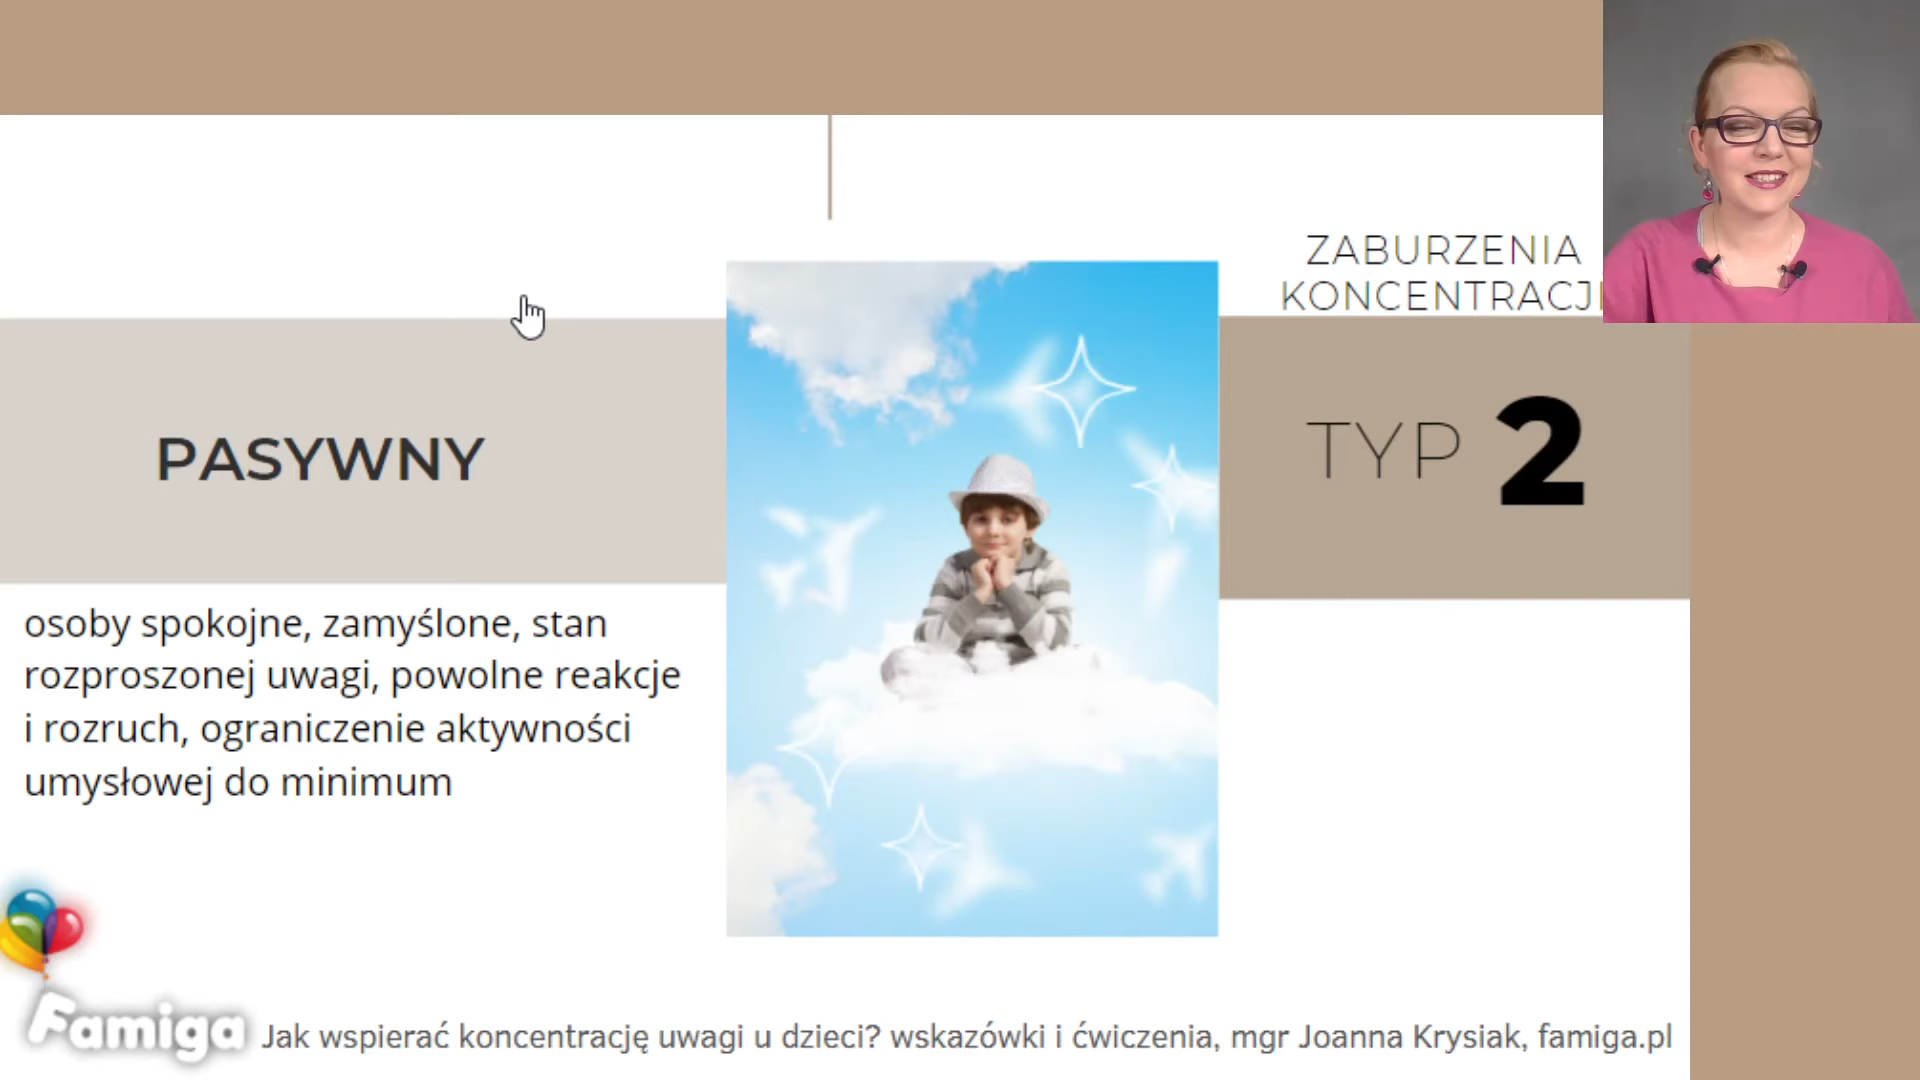 ZABURZENIA
KONCENTRACJI
PASYWNY
TYP 2
osoby spokojne, zamyślone, stan
rozproszonej uwagi, powolne reakcje
i rozruch, ograniczenie aktywności
umysłowej do minimum
Famiga
Jak wspierać koncentrację uwagi u dzieci? wskazówki i ćwiczenia, mgr Joanna Krysiak, famiga.pl